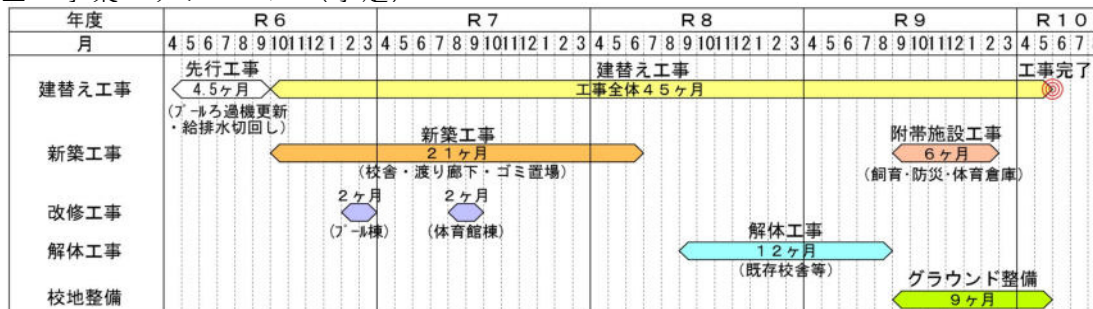 年度 R6 R7 R8 R9 R10
月 4 5 6 7 8 9 10 11 12 1 2 3 4 5 6 7 8 9 10 11 12 1 2 3 4 5 6 7 8 9 10 11 12 1 2 3 4 5 6 7 8 9 10 11 12 1 2 3 4 5 6 7
先行工事 建替え工事 工事完了
建替え工事 4.5ヶ月 工事全体45ヶ月
(プールろ過機更新
・給排水切回し)
新築工事 附帯施設工事
新築工事 21ヶ月 6ヶ月
(校舎・渡り廊下・ゴミ置場) (飼育・防災・体育倉庫)
2ヶ月 2ヶ月
改修工事
(プール棟) (体育館棟)
解体工事
解体工事 12ヶ月
(既存校舎等)
グラウンド整備
校地整備 9ヶ月